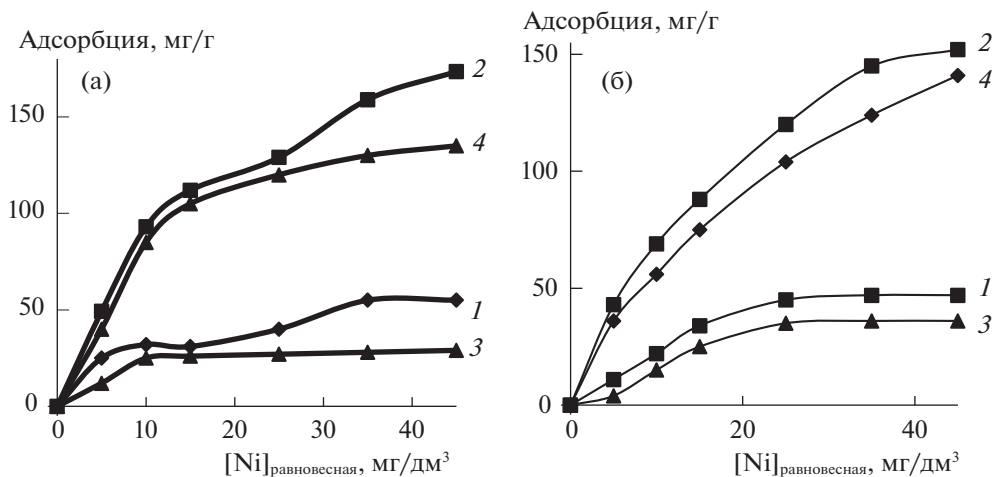 Адсорбция, мг/г
(а)
2
150
4
100
50
1
3
0
0 10 20 30 40
[Ni]равновесная, мг/дм³
Адсорбция, мг/г
(б)
2
150
4
100
50
1
3
0
0 20 40
[Ni]равновесная, мг/дм³